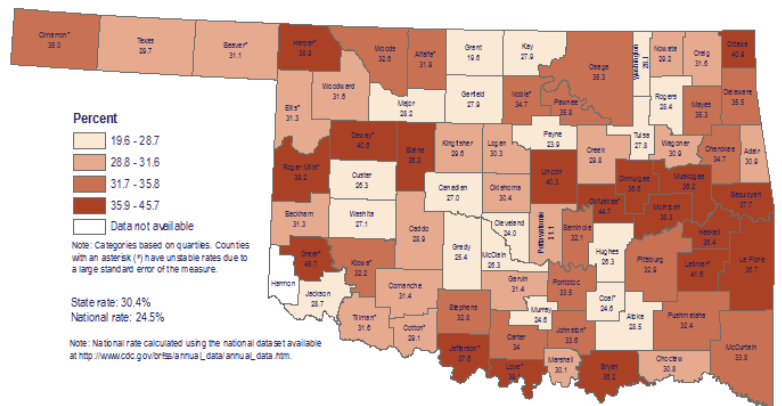 Cimarron*
36.0
Texas
29.7
Beaver*
31.1
Harper*
38.9
Woods
32.6
Alfalfa*
31.9
Grant
19.6
Kay
27.9
Osage
35.3
Washington
28.1
Nowata
29.2
Craig
31.6
Ottawa
40.9
Ellis*
31.3
Woodward
31.6
Major
28.2
Garfield
27.9
Noble*
34.7
Pawnee
35.8
Rogers
28.4
Mayes
35.3
Delaware
35.5
Percent
19.6 - 28.7
28.8 - 31.6
31.7 - 35.8
35.9 - 45.7
Data not available
Note: Categories based on quartiles. Counties
with an asterisk (*) have unstable rates due to
a large standard error of the measure.
State rate: 30.4%
National rate: 24.5%
Note: National rate calculated using the national dataset available
at http://www.cdc.gov/brfss/annual_data/annual_data.htm.
Dewey*
40.6
Blaine
36.3
Kingfisher
29.6
Logan
30.3
Payne
23.9
Creek
29.8
Tulsa
27.8
Wagoner
30.9
Cherokee
34.7
Adair
30.9
Roger Mills*
39.2
Custer
26.3
Canadian
27.0
Oklahoma
30.4
Lincoln
40.3
Okfuskee*
44.7
Okmulgee
36.6
Muskogee
36.2
McIntosh
38.3
Sequoyah
37.7
Beckham
31.3
Washita
27.1
Caddo
28.9
Grady
25.4
Cleveland
24.0
McClain
26.3
Pottawatomie
31.1
Seminole
32.1
Hughes
26.3
Pittsburg
32.9
Haskell
36.4
Latimer*
41.6
Le Flore
36.7
Greer*
45.7
Kiowa*
32.2
Harmon
Jackson
28.7
Comanche
31.4
Tillman*
31.6
Cotton*
29.1
Stephens
32.8
Garvin
31.4
Murray
24.6
Pontotoc
33.5
Coal*
24.6
Atoka
28.5
Pushmataha
32.4
McCurtain
33.8
Jefferson*
37.6
Carter
34
Love*
Johnston*
33.6
Marshall
30.1
Bryan
36.2
Choctaw
30.8